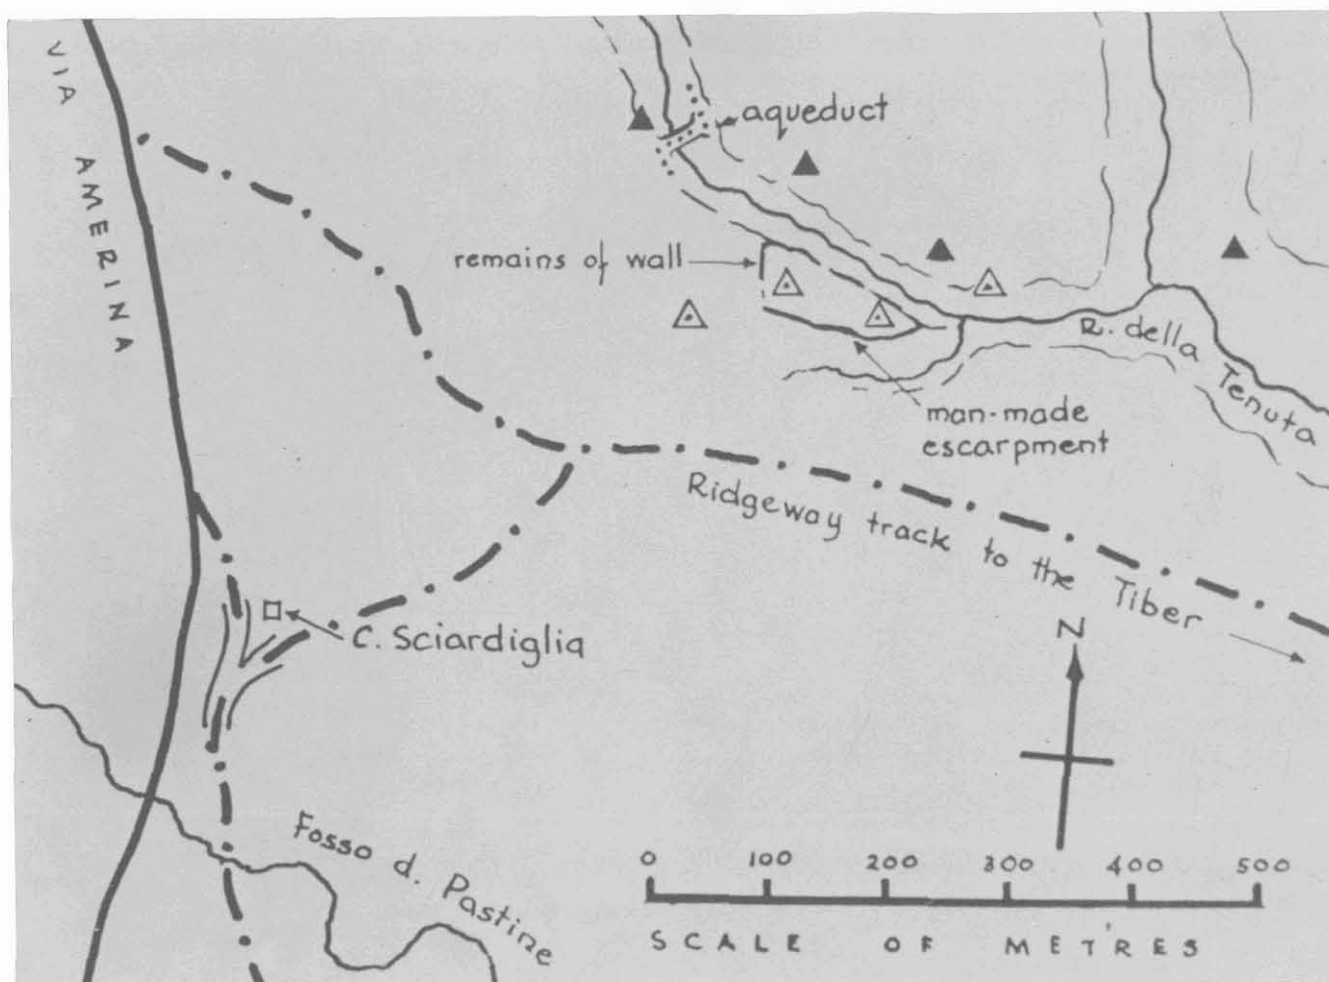 VIA
AMERINA
aqueduct
remains of wall
R. della
Tenuta
man-made
escarpment
Ridgeway track to the Tiber
C. Sciardiglia
N
Fosso d. Pastine
0 100 200 300 400 500
SCALE OF METRES